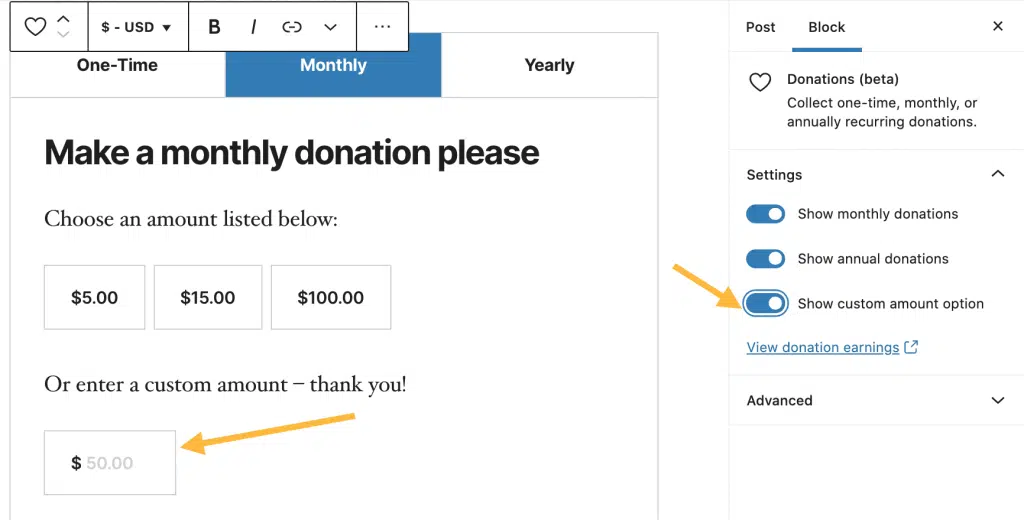 $ - USD
B
I
One-Time
Monthly
Yearly
Make a monthly donation please
Choose an amount listed below:
$5.00
$15.00
$100.00
Or enter a custom amount – thank you!
$ 50.00
Post
Block
Donations (beta)
Collect one-time, monthly, or
annually recurring donations.
Settings
Show monthly donations
Show annual donations
Show custom amount option
View donation earnings
Advanced